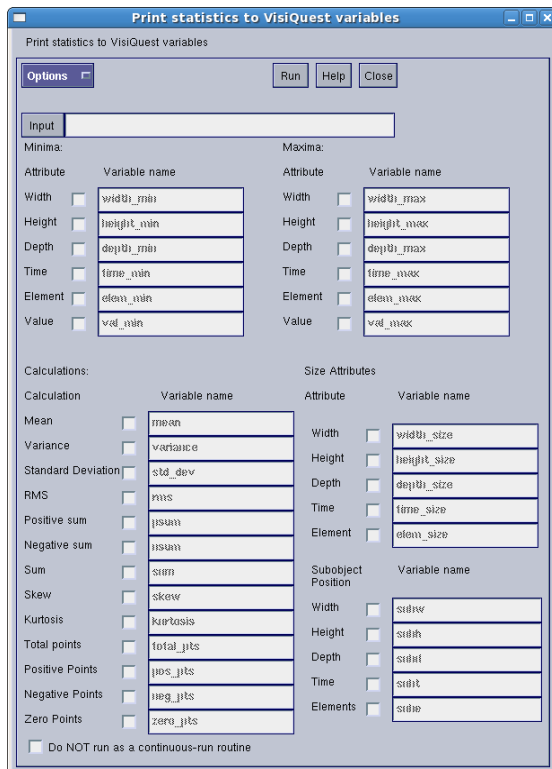 Print statistics to VisiQuest variables
Print statistics to VisiQuest variables
Options
Run Help Close
Input
Minima:
Attribute Variable name
Width width_min
Height height_min
Depth depth_min
Time time_min
Element elem_min
Value val_min
Maxima:
Attribute Variable name
Width width_max
Height height_max
Depth depth_max
Time time_max
Element elem_max
Value val_max
Calculations:
Calculation Variable name
Mean mean
Variance variance
Standard Deviation std_dev
RMS rms
Positive sum psum
Negative sum nsum
Sum sum
Skew skew
Kurtosis kurtosis
Total points total_pts
Positive Points pos_pts
Negative Points neg_pts
Zero Points zero_pts
Size Attributes
Attribute Variable name
Width width_size
Height height_size
Depth depth_size
Time time_size
Element elem_size
Subobject Variable name
Position
Width subw
Height subh
Depth subd
Time subt
Elements sube
Do NOT run as a continuous-run routine